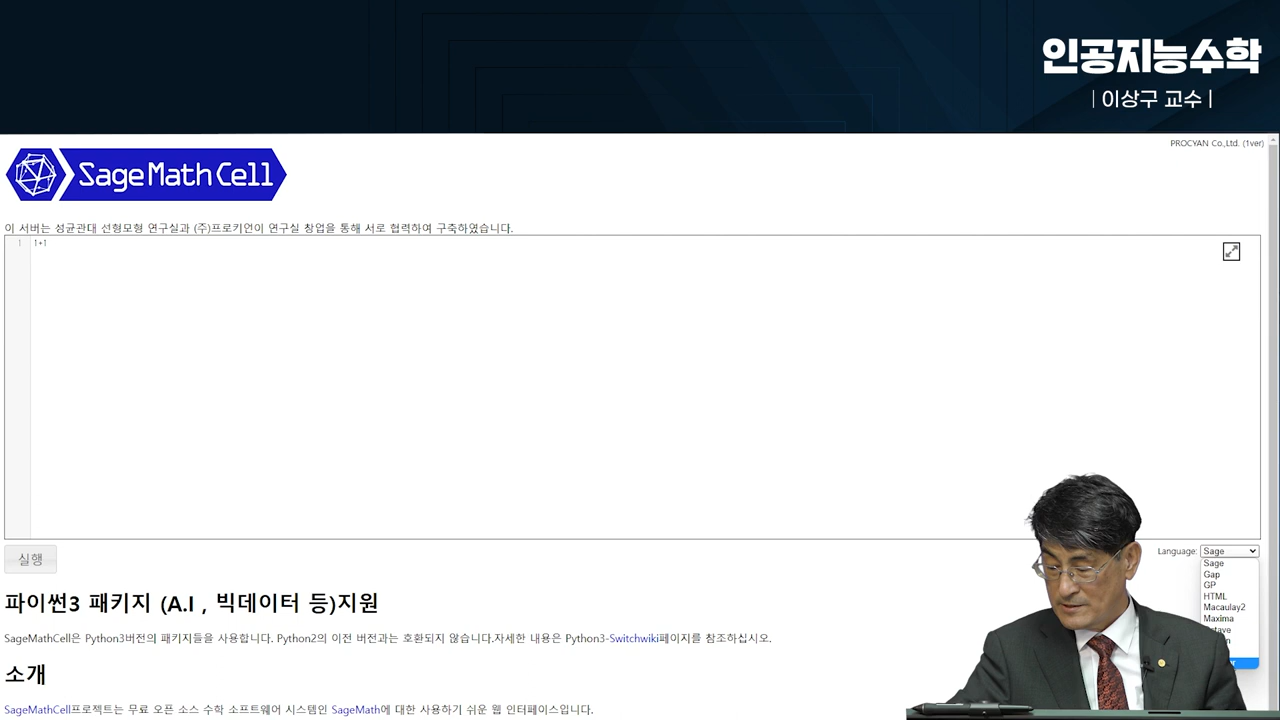 인공지능수학
| 이상구 교수 |
PROCYAN Co.,Ltd. (1ver)
SageMathCell
이 서버는 성균관대 선형모형 연구실과 (주)프로키언이 연구실 창업을 통해 서로 협력하여 구축하였습니다.
1 1+1
실행
Language: Sage
Sage
Gap
GP
HTML
Macaulay2
Maxima
파이썬3 패키지 (A.I , 빅데이터 등)지원
SageMathCell은 Python3버전의 패키지들을 사용합니다. Python2의 이전 버전과는 호환되지 않습니다.자세한 내용은 Python3-Switchwiki페이지를 참조하십시오.
소개
SageMathCell프로젝트는 무료 오픈 소스 수학 소프트웨어 시스템인 SageMath에 대한 사용하기 쉬운 웹 인터페이스입니다.